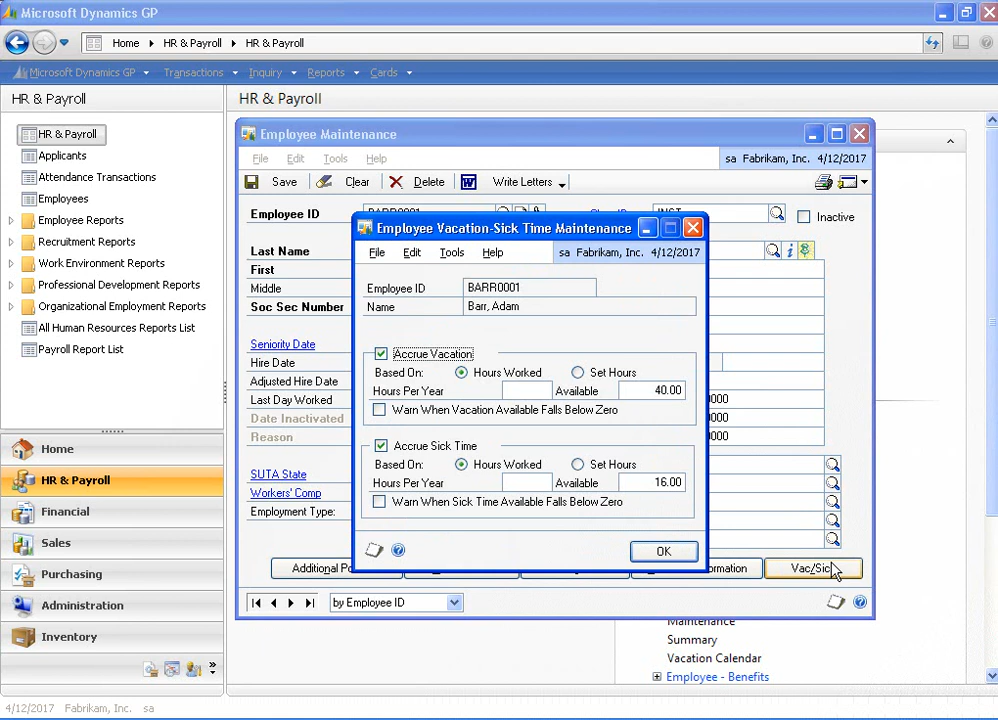 Microsoft Dynamics GP
Home HR & Payroll HR & Payroll
Microsoft Dynamics GP Transactions Inquiry Reports Cards
HR & Payroll
HR & Payroll
Applicants
Attendance Transactions
Employees
Employee Reports
Recruitment Reports
Work Environment Reports
Professional Development Reports
Organizational Employment Reports
All Human Resources Reports List
Payroll Report List
Home
HR & Payroll
Financial
Sales
Purchasing
Administration
Inventory
HR & Payroll
Employee Maintenance
File Edit Tools Help sa Fabrikam, Inc. 4/12/2017
Save Clear Delete Write Letters
Employee ID BARR0001 Class ID INST Inactive
Last Name
First
Middle
Soc Sec Number
Seniority Date
Hire Date
Adjusted Hire Date
Last Day Worked 0000
Date Inactivated 0000
Reason 0000
SUTA State
Workers' Comp
Employment Type:
Employee Vacation-Sick Time Maintenance
File Edit Tools Help sa Fabrikam, Inc. 4/12/2017
Employee ID BARR0001
Name Barr, Adam
Accrue Vacation
Based On: Hours Worked Set Hours
Hours Per Year Available 40.00
Warn When Vacation Available Falls Below Zero
Accrue Sick Time
Based On: Hours Worked Set Hours
Hours Per Year Available 16.00
Warn When Sick Time Available Falls Below Zero
OK
Additional Vac/Sick
by Employee ID
Maintenance
Summary
Vacation Calendar
Employee - Benefits
4/12/2017 Fabrikam, Inc. sa